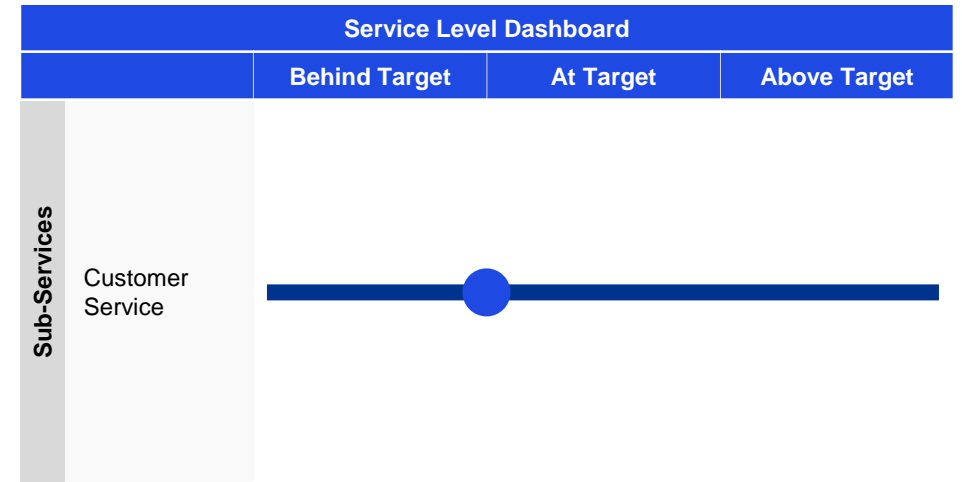 Service Level Dashboard
Behind Target
At Target
Above Target
Sub-Services
Customer
Service